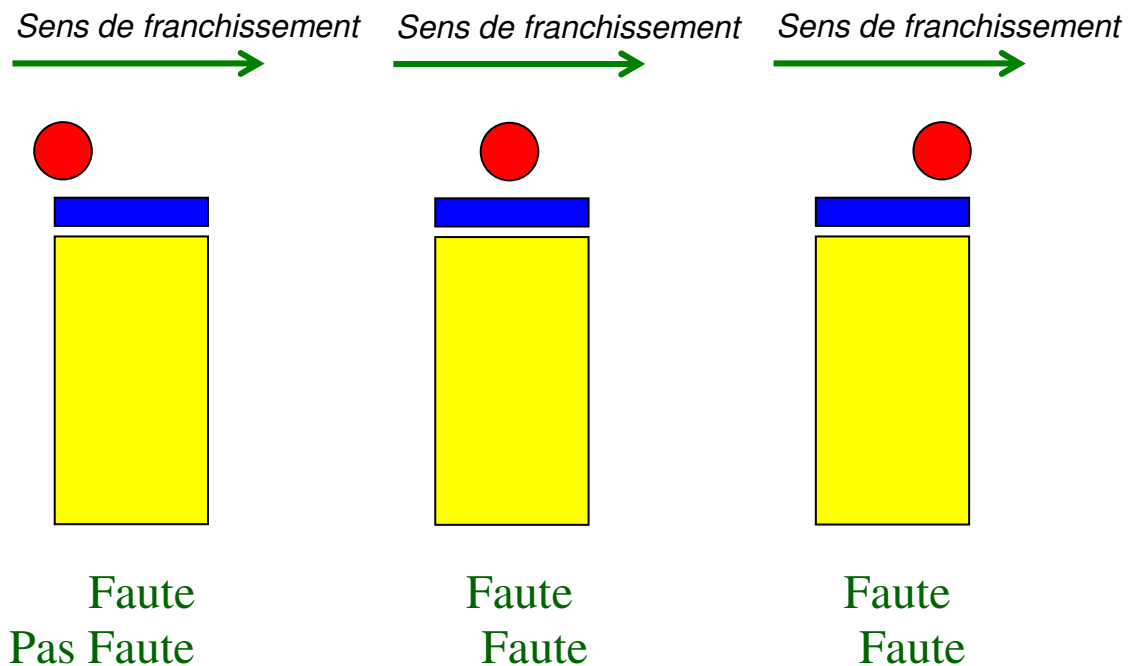 Sens de franchissement Sens de franchissement Sens de franchissement
Faute Faute Faute
Pas Faute Faute Faute